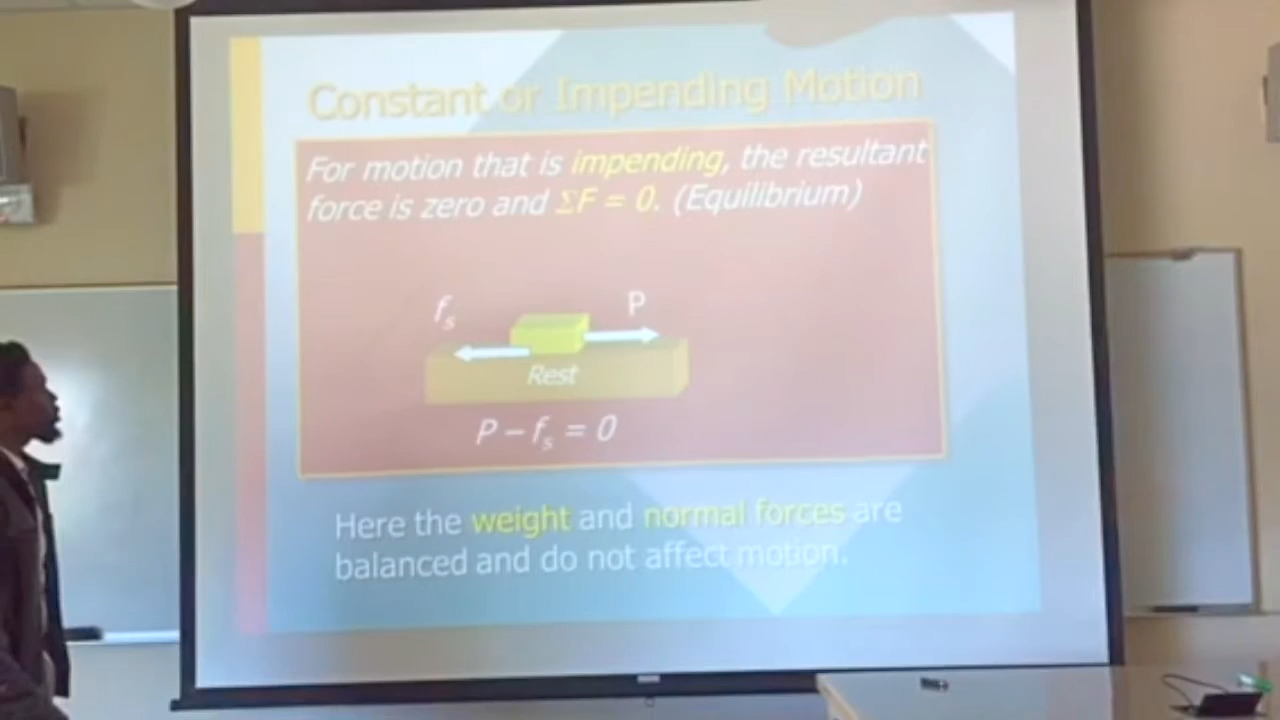 Constant or Impending Motion
For motion that is impending, the resultant
force is zero and ΣF = 0. (Equilibrium)
fs P
Rest
P – fs = 0
Here the weight and normal forces are
balanced and do not affect motion.